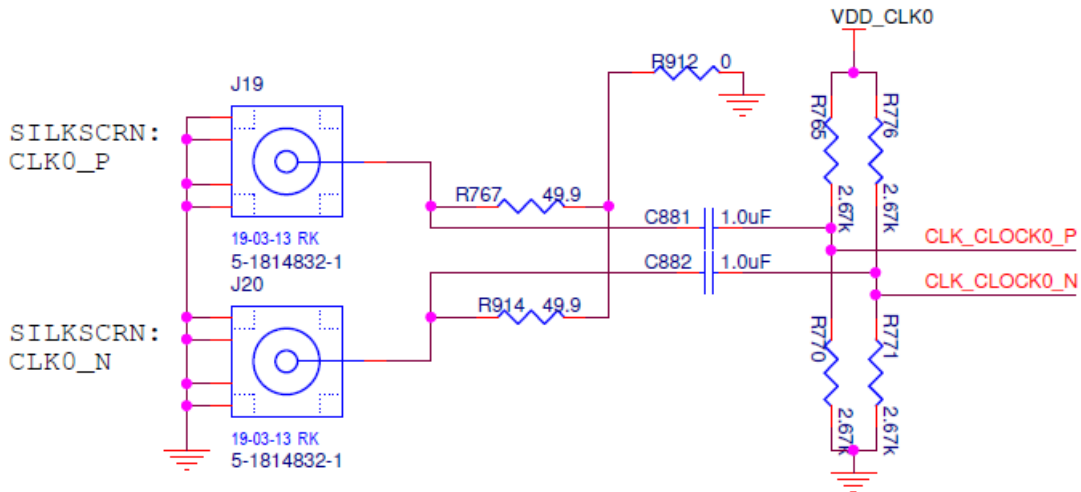 VDD_CLK0
R912 0
J19
SILKSCRN:
CLK0_P
R765
R776
R767 49.9
2.67k
2.67k
C881 1.0uF
19-03-13 RK
5-1814832-1
CLK_CLOCK0_P
C882 1.0uF
J20
CLK_CLOCK0_N
R914 49.9
SILKSCRN:
CLK0_N
R770
R771
2.67k
2.67k
19-03-13 RK
5-1814832-1